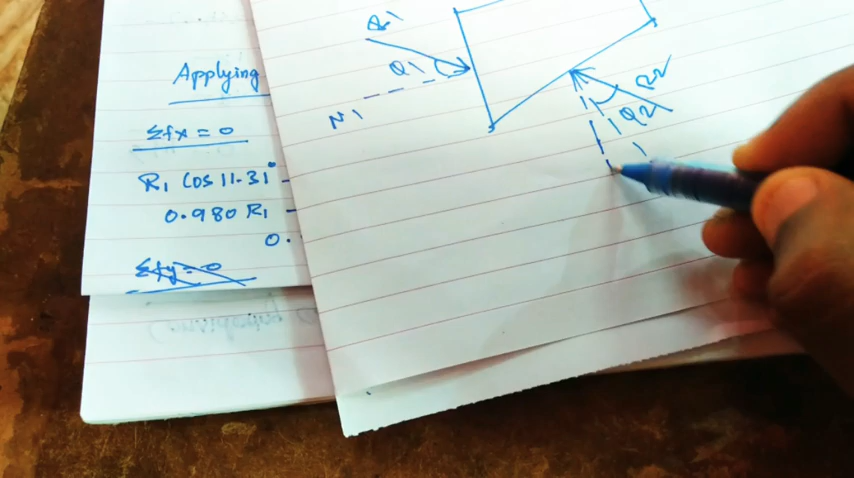 Applying
Σfx = 0
R1 Cos 11.31° -
0.980 R1 -
0.
Σfy = 0
R1
Q1
N1
R2
Q2